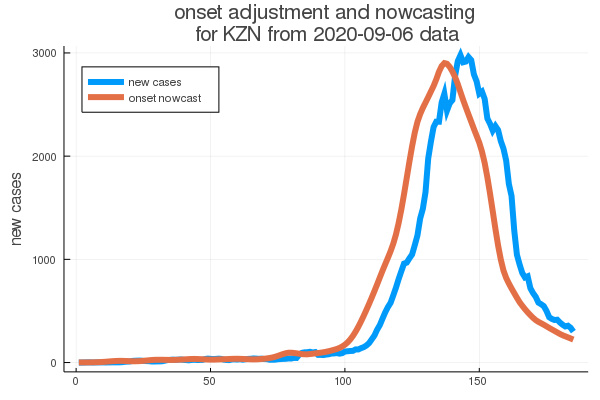 onset adjustment and nowcasting
for KZN from 2020-09-06 data
new cases
onset nowcast
new cases
3000
2000
1000
0
0
50
100
150